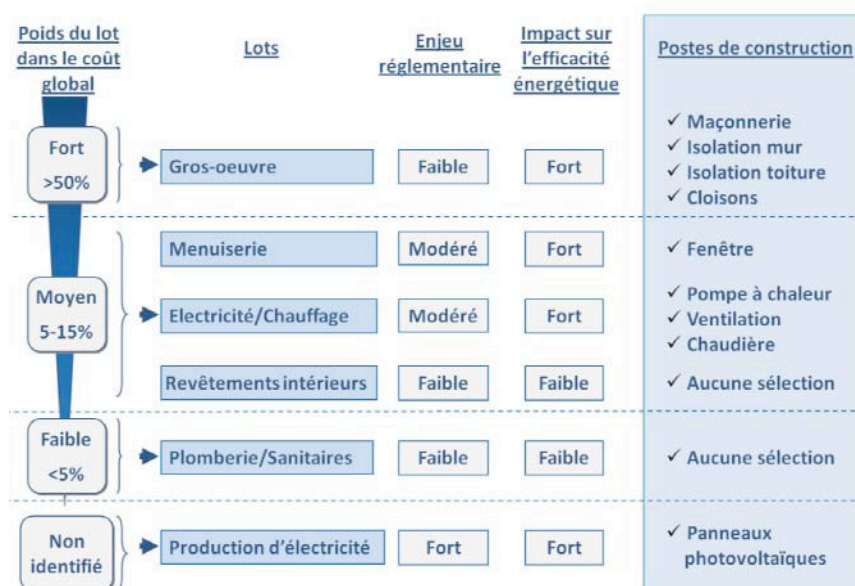 Poids du lot
dans le coût
global
Lots
Enjeu
réglementaire
Impact sur
l'efficacité
énergétique
Postes de construction
Fort
>50%
Gros-oeuvre
Faible
Fort
✓ Maçonnerie
✓ Isolation mur
✓ Isolation toiture
✓ Cloisons
Moyen
5-15%
Menuiserie
Modéré
Fort
✓ Fenêtre
Electricité/Chauffage
Modéré
Fort
✓ Pompe à chaleur
✓ Ventilation
✓ Chaudière
Revêtements intérieurs
Faible
Faible
✓ Aucune sélection
Faible
<5%
Plomberie/Sanitaires
Faible
Faible
✓ Aucune sélection
Non
identifié
Production d'électricité
Fort
Fort
✓ Panneaux
photovoltaïques